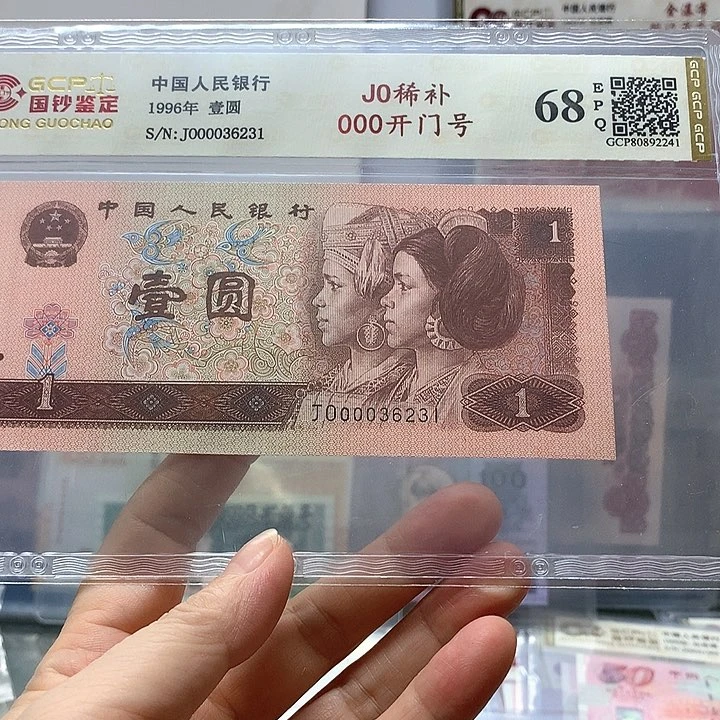 GCP
国钞鉴定
ONG GUOCHAO
中国人民银行
1996年 壹圆
S/N:J000036231
J0稀补
000开门号
68
EPQ
GCP80892241
GCP GCP GCP
中国人民银行
壹圆
1
1
J000036231
1
100
50